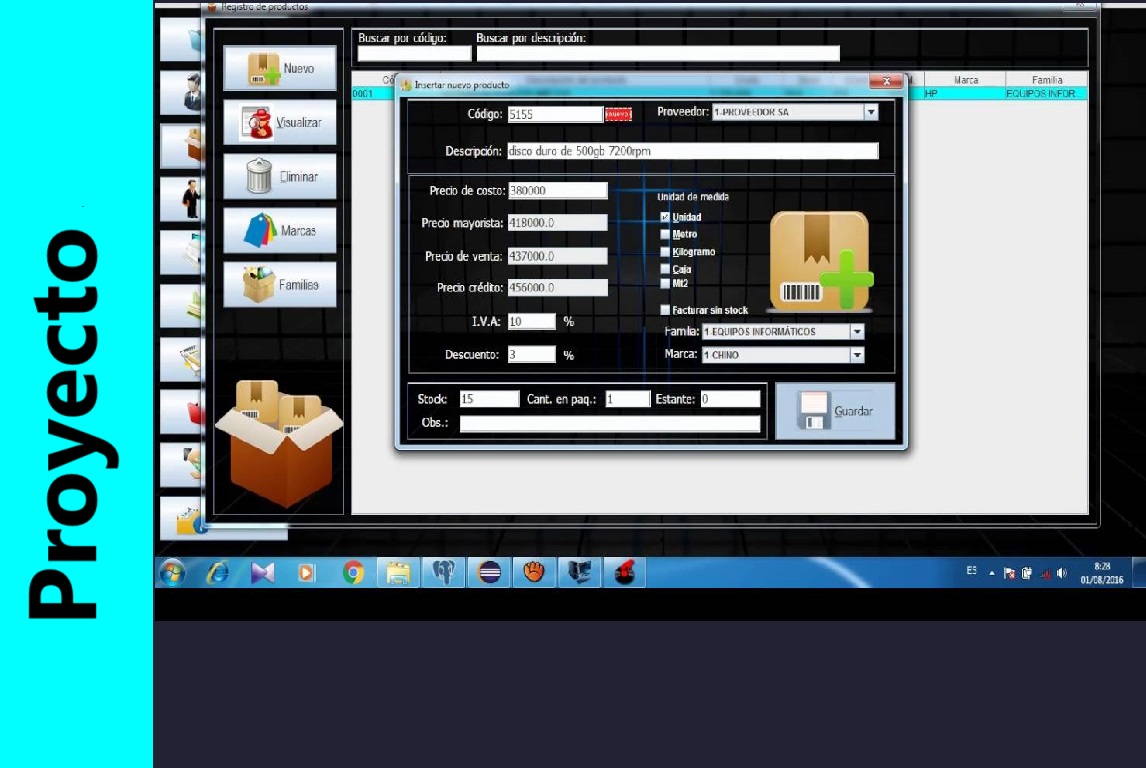 Proyecto
Registro de productos
Buscar por código: Buscar por descripción:
Nuevo
Visualizar
Eliminar
Marcas
Familias
Marca Familia
0001 HP EQUIPOS INFOR...
Insertar nuevo producto
Código: 5155 Proveedor: 1-PROVEEDOR SA
Descripción: disco duro de 500gb 7200rpm
Precio de costo: 380000
Precio mayorista: 418000.0
Precio de venta: 437000.0
Precio crédito: 456000.0
I.V.A: 10 %
Descuento: 3 %
Unidad de medida
Unidad
Metro
Kilogramo
Caja
Mt2
Facturar sin stock
Familia: 1 EQUIPOS INFORMÁTICOS
Marca: 1 CHINO
Stock: 15 Cant. en paq.: 1 Estante: 0
Obs.:
Guardar
ES 8:28
01/08/2016